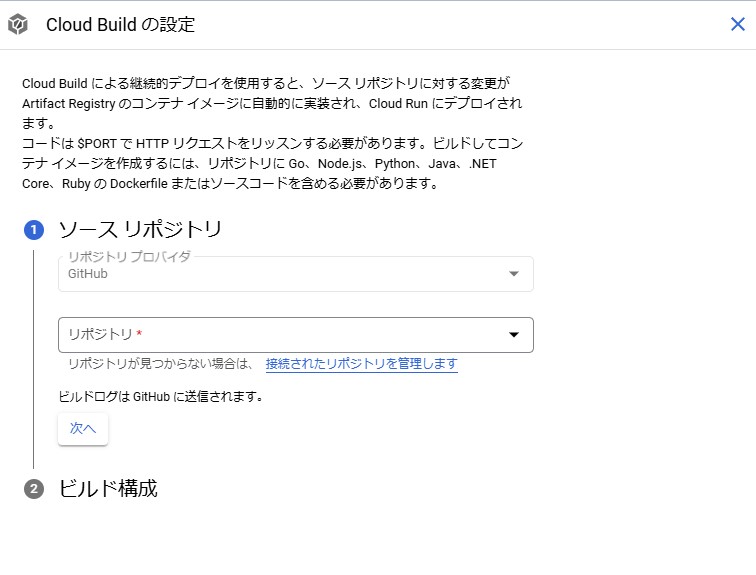 Cloud Build の設定
Cloud Build による継続的デプロイを使用すると、ソース リポジトリに対する変更が
Artifact Registry のコンテナ イメージに自動的に実装され、Cloud Run にデプロイされ
ます。
コードは $PORT で HTTP リクエストをリッスンする必要があります。ビルドしてコン
テナ イメージを作成するには、リポジトリに Go、Node.js、Python、Java、.NET
Core、Ruby の Dockerfile またはソースコードを含める必要があります。
1 ソース リポジトリ
リポジトリ プロバイダ
GitHub
リポジトリ *
リポジトリが見つからない場合は、 接続されたリポジトリを管理します
ビルドログは GitHub に送信されます。
次へ
2 ビルド構成